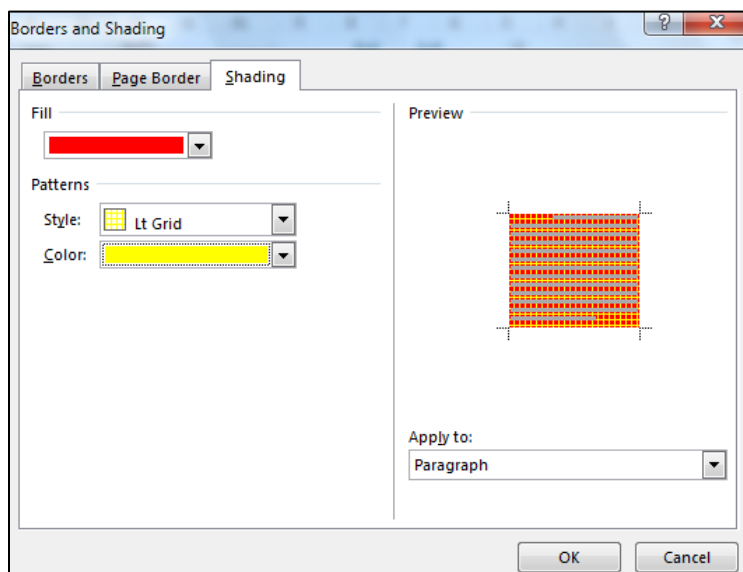 Borders and Shading
?
X
Borders
Page Border
Shading
Fill
Preview
Patterns
Style:
Lt Grid
Color:
Apply to:
Paragraph
OK
Cancel